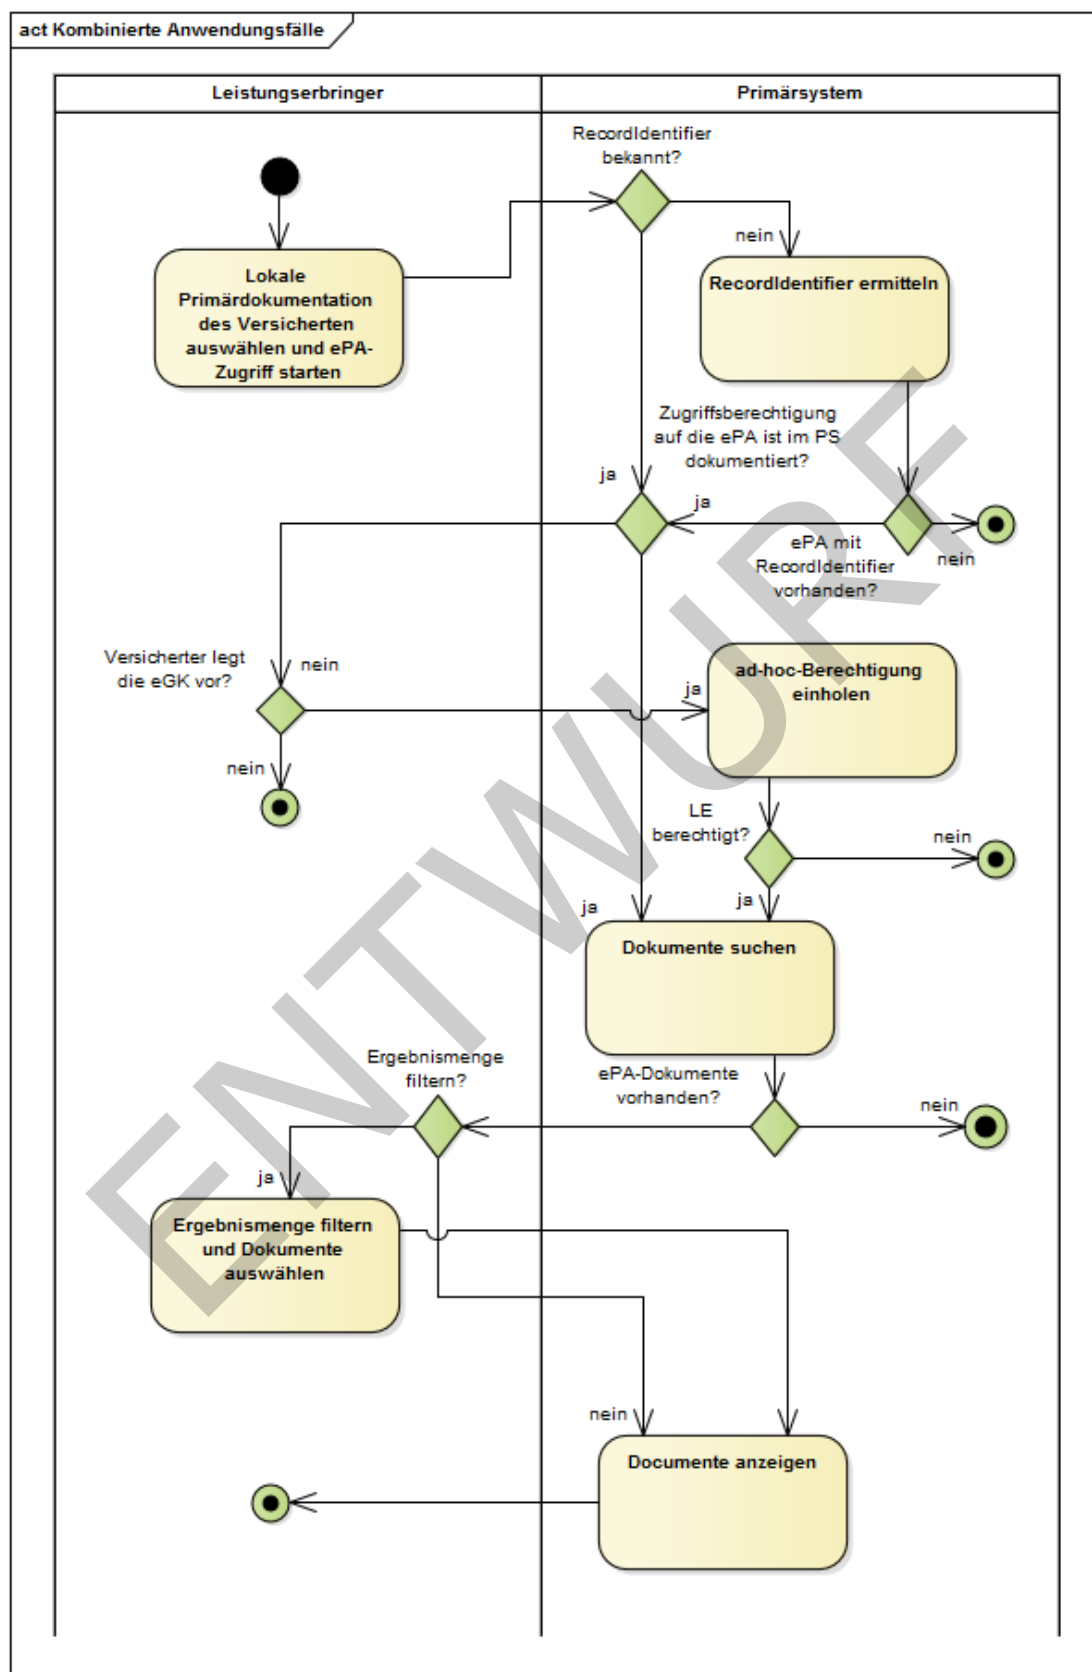 act Kombinierte Anwendungsfälle
Leistungserbringer
Primärsystem
RecordIdentifier
bekannt?
nein
Lokale
Primärdokumentation
des Versicherten
auswählen und ePA-
Zugriff starten
RecordIdentifier ermitteln
Zugriffsberechtigung
auf die ePA ist im PS
dokumentiert?
ja
ja
ePA mit
RecordIdentifier
vorhanden?
nein
Versicherter legt
die eGK vor?
nein
ja
ad-hoc-Berechtigung
einholen
nein
LE
berechtigt?
nein
ja
ja
Dokumente suchen
Ergebnismenge
filtern?
ePA-Dokumente
vorhanden?
nein
ja
Ergebnismenge filtern
und Dokumente
auswählen
nein
Documente anzeigen
ENTWURF